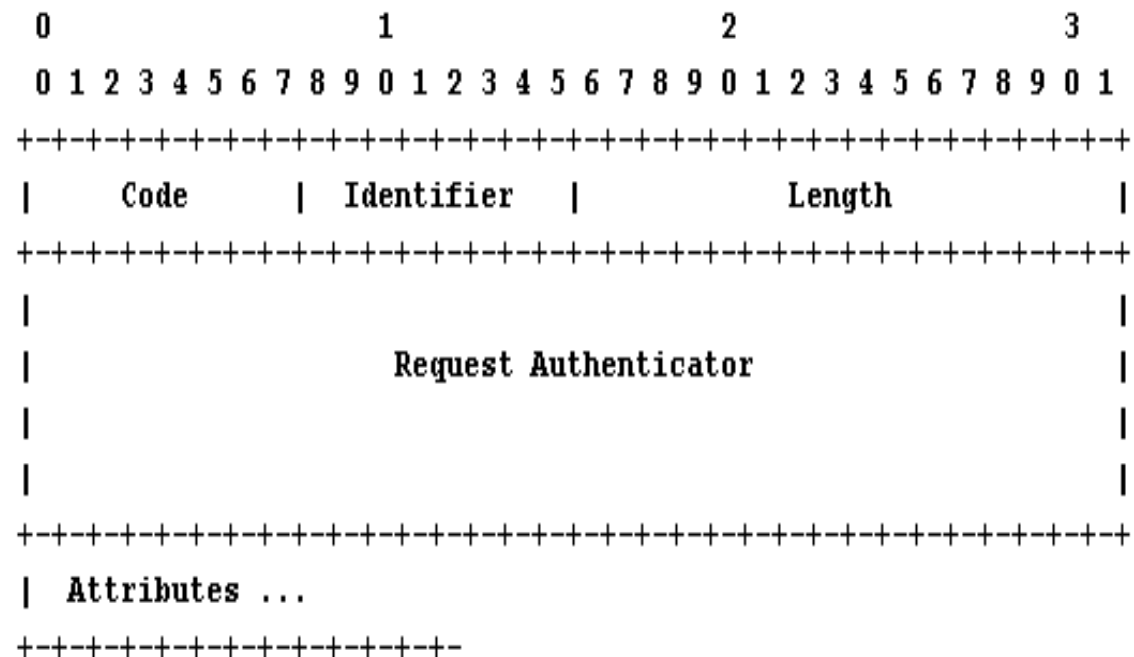 0                   1                   2                   3
0 1 2 3 4 5 6 7 8 9 0 1 2 3 4 5 6 7 8 9 0 1 2 3 4 5 6 7 8 9 0 1
+-+-+-+-+-+-+-+-+-+-+-+-+-+-+-+-+-+-+-+-+-+-+-+-+-+-+-+-+-+-+-+-+
|     Code      |  Identifier   |            Length             |
+-+-+-+-+-+-+-+-+-+-+-+-+-+-+-+-+-+-+-+-+-+-+-+-+-+-+-+-+-+-+-+-+
|                                                               |
|                     Request Authenticator                     |
|                                                               |
|                                                               |
+-+-+-+-+-+-+-+-+-+-+-+-+-+-+-+-+-+-+-+-+-+-+-+-+-+-+-+-+-+-+-+-+
|  Attributes ...
+-+-+-+-+-+-+-+-+-+-+-+-+-